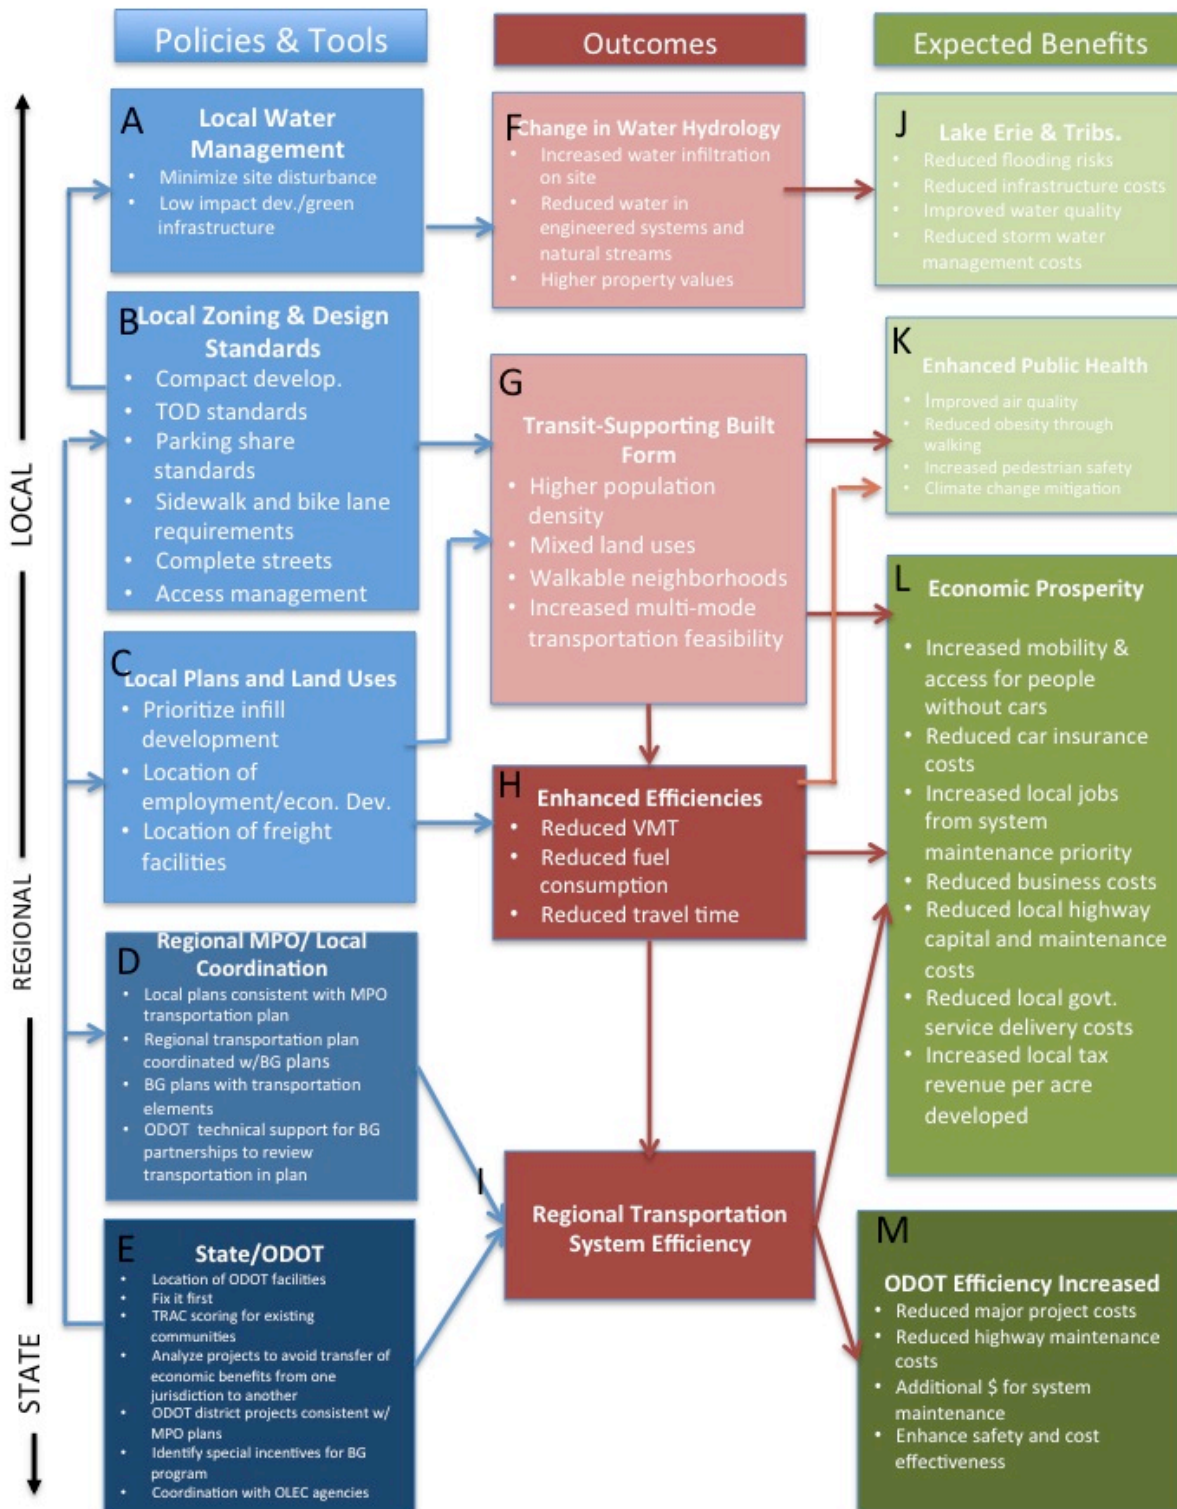 Policies & Tools
Outcomes
Expected Benefits
LOCAL
REGIONAL
STATE
A
Local Water
Management
• Minimize site disturbance
• Low impact dev./green
infrastructure
B
Local Zoning & Design
Standards
• Compact develop.
• TOD standards
• Parking share
standards
• Sidewalk and bike lane
requirements
• Complete streets
• Access management
C
Local Plans and Land Uses
• Prioritize infill
development
• Location of
employment/econ. Dev.
• Location of freight
facilities
D
Regional MPO/ Local
Coordination
• Local plans consistent with MPO
transportation plan
• Regional transportation plan
coordinated w/BG plans
• BG plans with transportation
elements
• ODOT technical support for BG
partnerships to review
transportation in plan
E
State/ODOT
• Location of ODOT facilities
• Fix it first
• TRAC scoring for existing
communities
• Analyze projects to avoid transfer of
economic benefits from one
jurisdiction to another
• ODOT district projects consistent w/
MPO plans
• Identify special incentives for BG
program
• Coordination with OLEC agencies
F
Change in Water Hydrology
• Increased water infiltration
on site
• Reduced water in
engineered systems and
natural streams
• Higher property values
G
Transit-Supporting Built
Form
• Higher population
density
• Mixed land uses
• Walkable neighborhoods
• Increased multi-mode
transportation feasibility
H
Enhanced Efficiencies
• Reduced VMT
• Reduced fuel
consumption
• Reduced travel time
I
Regional Transportation
System Efficiency
J
Lake Erie & Tribs.
• Reduced flooding risks
• Reduced infrastructure costs
• Improved water quality
• Reduced storm water
management costs
K
Enhanced Public Health
• Improved air quality
• Reduced obesity through
walking
• Increased pedestrian safety
• Climate change mitigation
L
Economic Prosperity
• Increased mobility &
access for people
without cars
• Reduced car insurance
costs
• Increased local jobs
from system
maintenance priority
• Reduced business costs
• Reduced local highway
capital and maintenance
costs
• Reduced local govt.
service delivery costs
• Increased local tax
revenue per acre
developed
M
ODOT Efficiency Increased
• Reduced major project costs
• Reduced highway maintenance
costs
• Additional $ for system
maintenance
• Enhance safety and cost
effectiveness